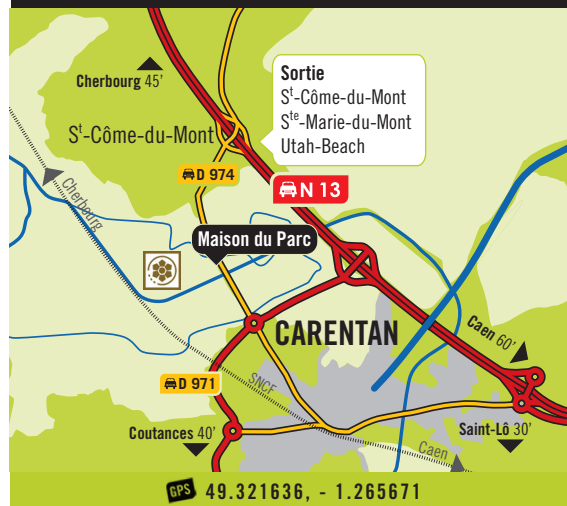 Cherbourg 45'
Sortie
St-Côme-du-Mont
Ste-Marie-du-Mont
Utah-Beach
St-Côme-du-Mont
D 974
N 13
Cherbourg
Maison du Parc
CARENTAN
Caen 60'
D 971
SNCF
Coutances 40'
Saint-Lô 30'
Caen
GPS 49.321636, - 1.265671